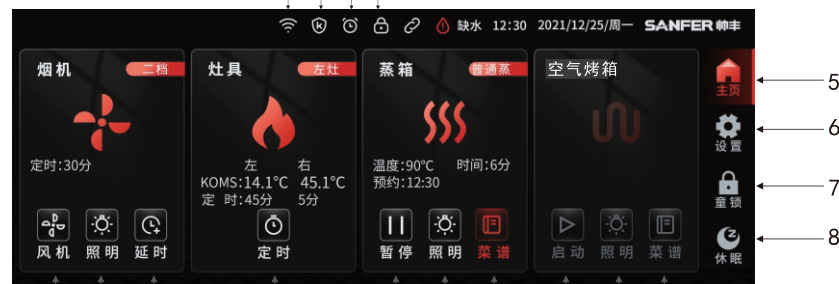 缺水 12:30 2021/12/25/周一 SANFER 帅丰
烟机 二档
定时:30分
风机 照明 延时
灶具 左灶
左 右
KOMS:14.1°C 45.1°C
定 时:45分 5分
定时
蒸箱 普通蒸
温度:90°C 时间:6分
预约:12:30
暂停 照明 菜谱
空气烤箱
启动 照明 菜谱
主页 5
设置 6
童锁 7
休眠 8